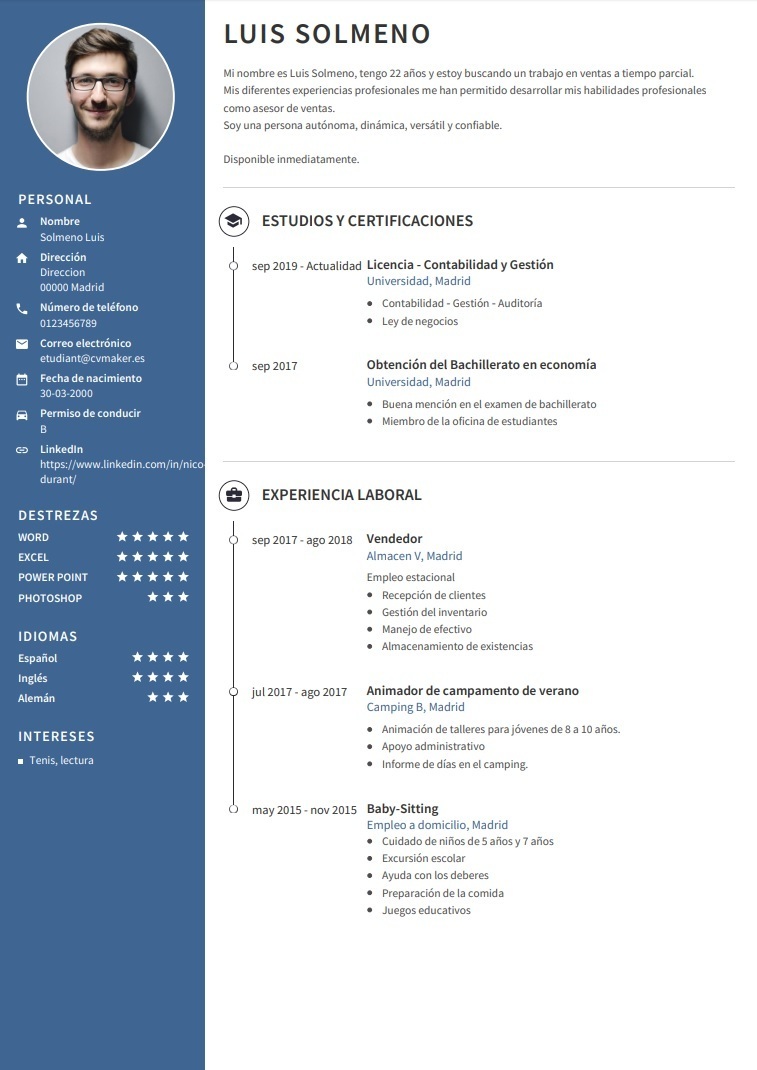 LUIS SOLMENO
Mi nombre es Luis Solmeno, tengo 22 años y estoy buscando un trabajo en ventas a tiempo parcial.
Mis diferentes experiencias profesionales me han permitido desarrollar mis habilidades profesionales
como asesor de ventas.
Soy una persona autónoma, dinámica, versátil y confiable.
Disponible inmediatamente.
PERSONAL
Nombre
Solmeno Luis
Dirección
Direccion
00000 Madrid
Número de teléfono
0123456789
Correo electrónico
etudiant@cvmaker.es
Fecha de nacimiento
30-03-2000
Permiso de conducir
B
LinkedIn
https://www.linkedin.com/in/nico-
durant/
DESTREZAS
WORD
EXCEL
POWER POINT
PHOTOSHOP
IDIOMAS
Español
Inglés
Alemán
INTERESES
Tenis, lectura
ESTUDIOS Y CERTIFICACIONES
sep 2019 - Actualidad Licencia - Contabilidad y Gestión
Universidad, Madrid
Contabilidad - Gestión - Auditoría
Ley de negocios
sep 2017 Obtención del Bachillerato en economía
Universidad, Madrid
Buena mención en el examen de bachillerato
Miembro de la oficina de estudiantes
EXPERIENCIA LABORAL
sep 2017 - ago 2018 Vendedor
Almacen V, Madrid
Empleo estacional
Recepción de clientes
Gestión del inventario
Manejo de efectivo
Almacenamiento de existencias
jul 2017 - ago 2017 Animador de campamento de verano
Camping B, Madrid
Animación de talleres para jóvenes de 8 a 10 años.
Apoyo administrativo
Informe de días en el camping.
may 2015 - nov 2015 Baby-Sitting
Empleo a domicilio, Madrid
Cuidado de niños de 5 años y 7 años
Excursión escolar
Ayuda con los deberes
Preparación de la comida
Juegos educativos